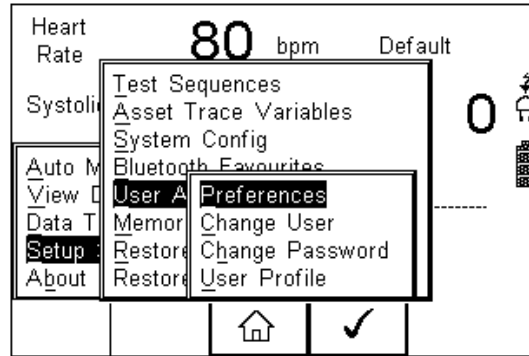 Heart
Rate
80 bpm
Default
Systolic
0
Test Sequences
Asset Trace Variables
System Config
Bluetooth Favourites
Auto M
View D
Data T
Setup
About
User A
Memor
Restore
Restore
Preferences
Change User
Change Password
User Profile